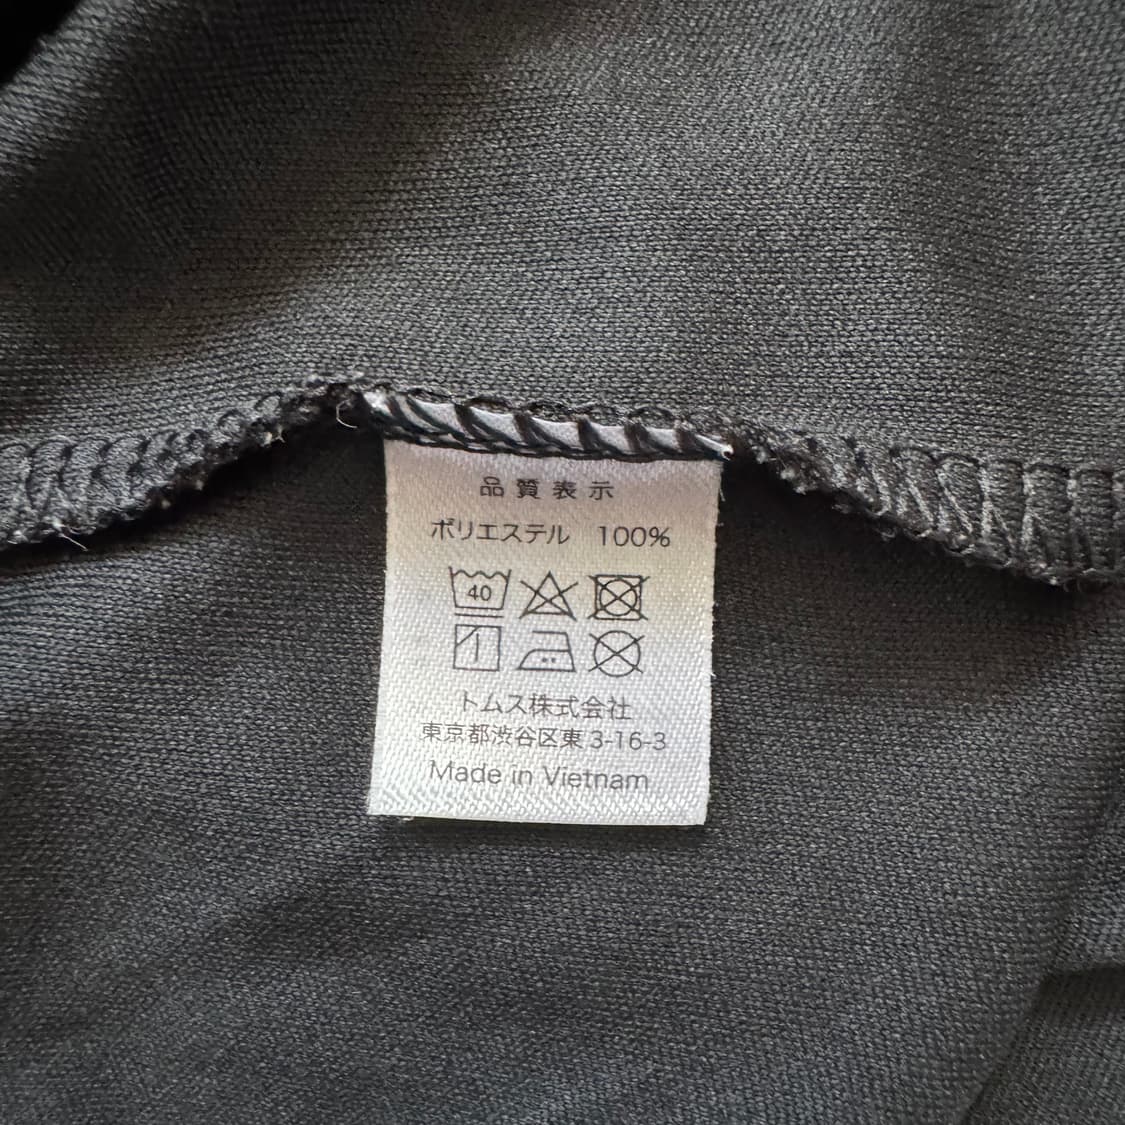 品質表示
ポリエステル 100%
40
トムス株式会社
東京都渋谷区東 3-16-3
Made in Vietnam